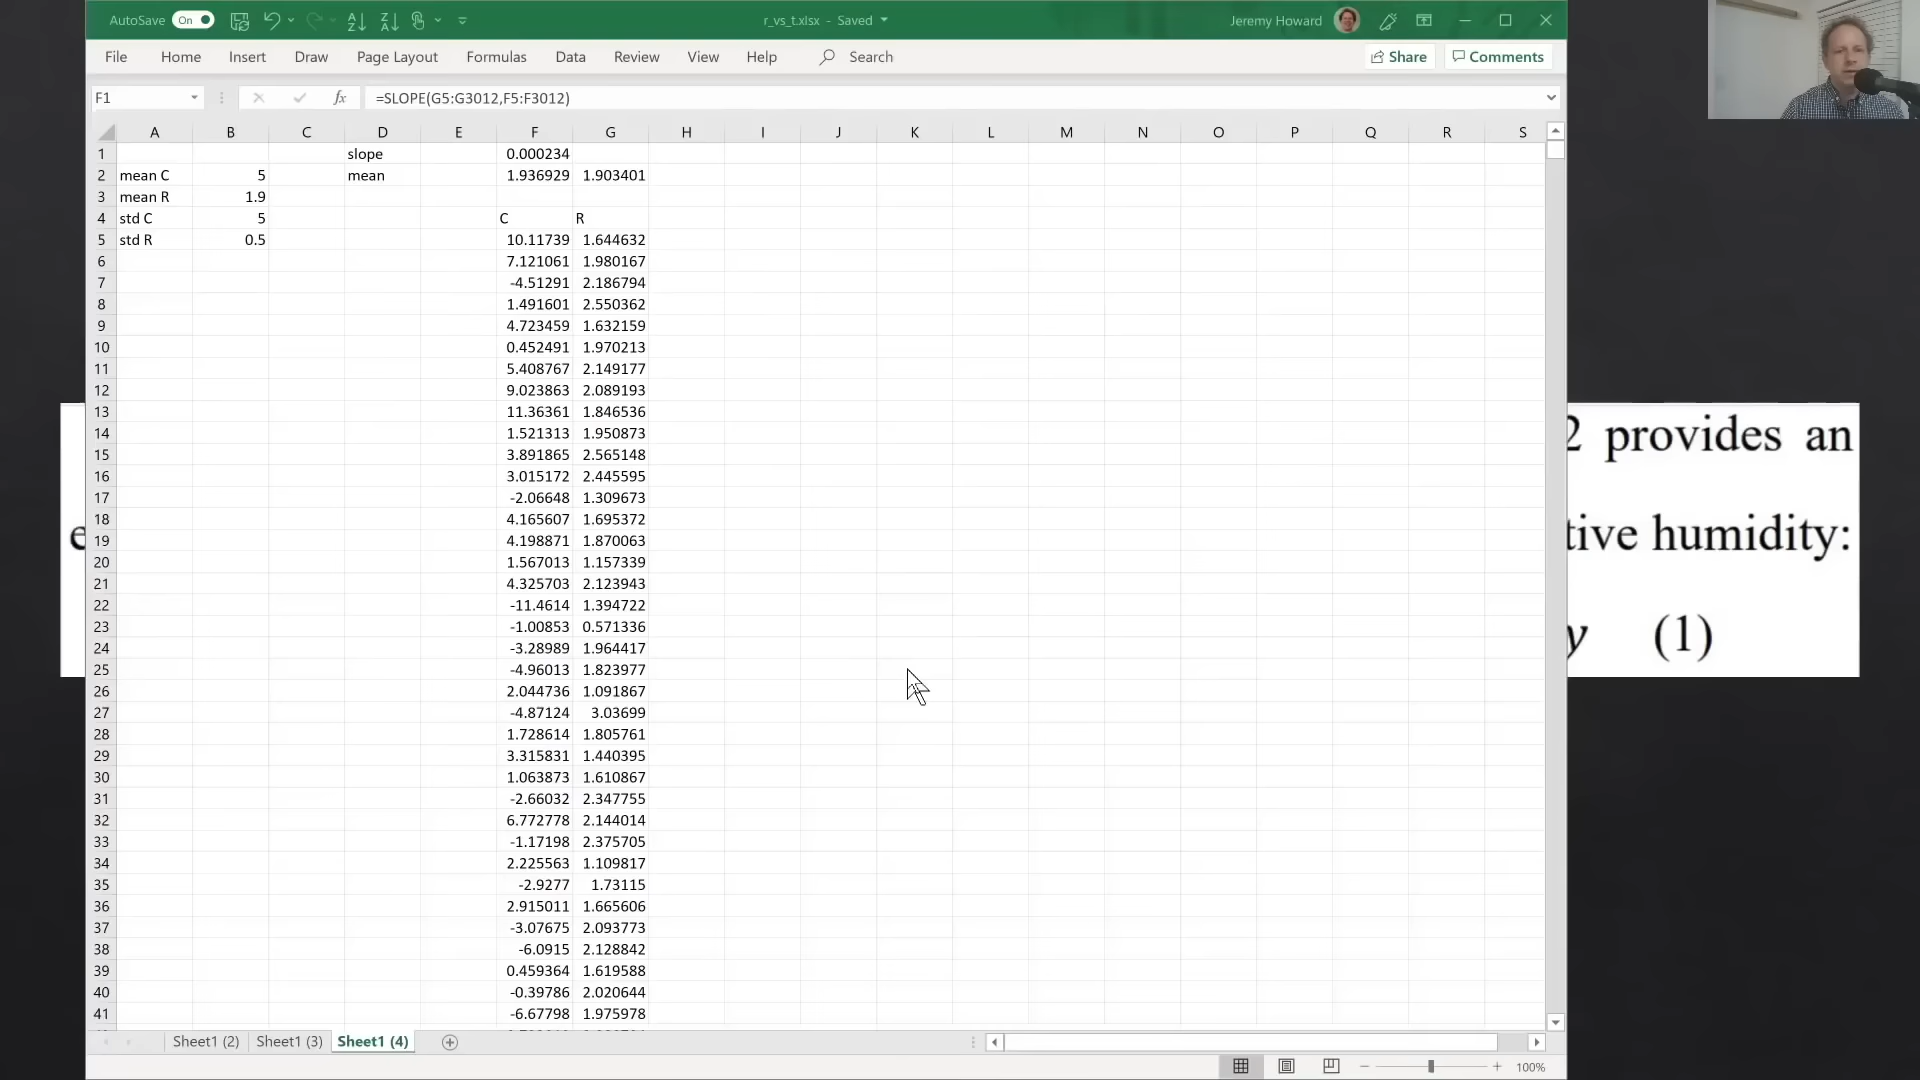 AutoSave On r_vs_t.xlsx - Saved Jeremy Howard
File Home Insert Draw Page Layout Formulas Data Review View Help Search Share Comments
F1 fx =SLOPE(G5:G3012,F5:F3012)
A B C D E F G H I J K L M N O P Q R S
1 slope 0.000234
2 mean C 5 mean 1.936929 1.903401
3 mean R 1.9
4 std C 5 C R
5 std R 0.5 10.11739 1.644632
6 7.121061 1.980167
7 -4.51291 2.186794
8 1.491601 2.550362
9 4.723459 1.632159
10 0.452491 1.970213
11 5.408767 2.149177
12 9.023863 2.089193
13 11.36361 1.846536
14 1.521313 1.950873
15 3.891865 2.565148
16 3.015172 2.445595
17 -2.06648 1.309673
18 4.165607 1.695372
19 4.198871 1.870063
20 1.567013 1.157339
21 4.325703 2.123943
22 -11.4614 1.394722
23 -1.00853 0.571336
24 -3.28989 1.964417
25 -4.96013 1.823977
26 2.044736 1.091867
27 -4.87124 3.03699
28 1.728614 1.805761
29 3.315831 1.440395
30 1.063873 1.610867
31 -2.66032 2.347755
32 6.772778 2.144014
33 -1.17198 2.375705
34 2.225563 1.109817
35 -2.9277 1.73115
36 2.915011 1.665606
37 -3.07675 2.093773
38 -6.0915 2.128842
39 0.459364 1.619588
40 -0.39786 2.020644
41 -6.67798 1.975978
2 provides an
e tive humidity:
y (1)
Sheet1 (2) Sheet1 (3) Sheet1 (4)
100%